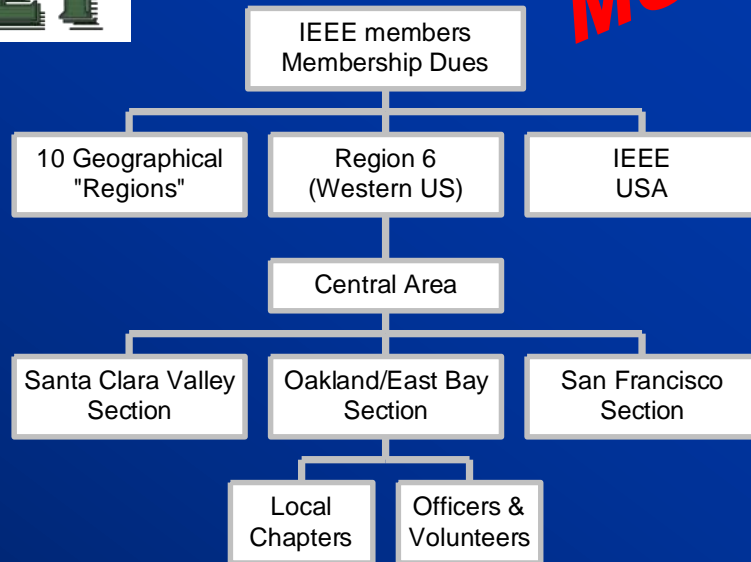 IEEE members
Membership Dues
10 Geographical
"Regions"
Region 6
(Western US)
IEEE
USA
Central Area
Santa Clara Valley
Section
Oakland/East Bay
Section
San Francisco
Section
Local
Chapters
Officers &
Volunteers